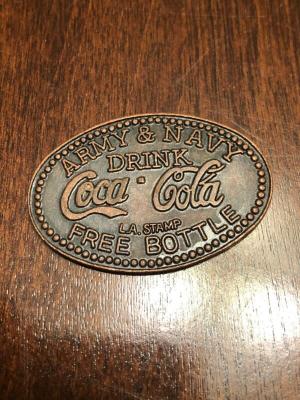 ARMY & NAVY
DRINK
Coca-Cola
L.A. STAMP
FREE BOTTLE